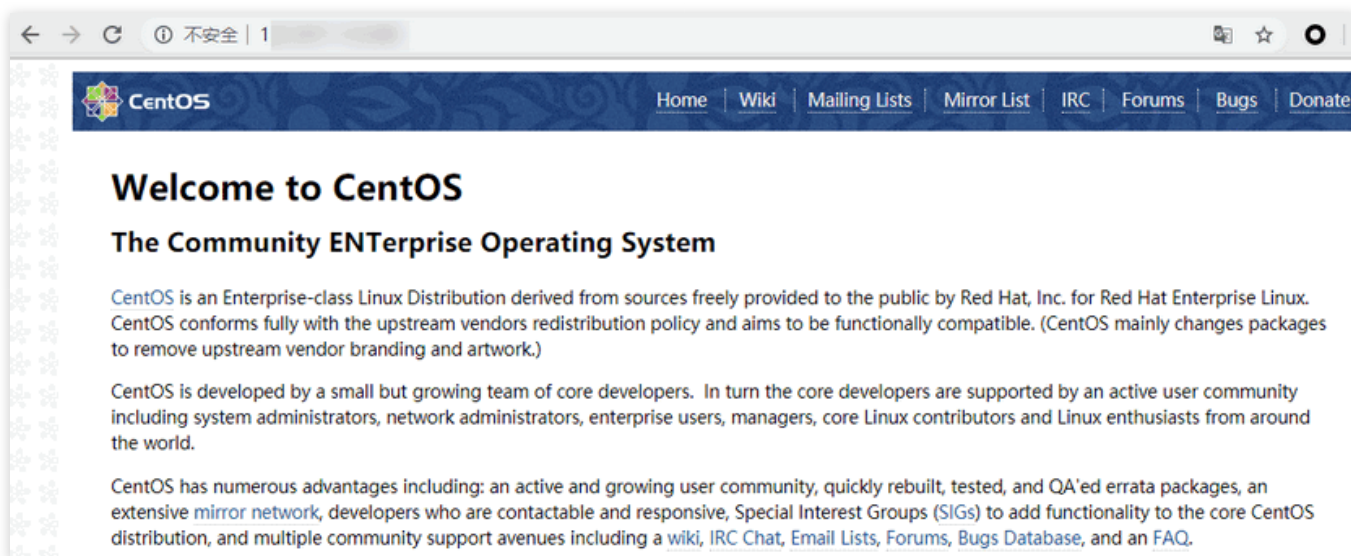 不安全 | 1
CentOS
Home Wiki Mailing Lists Mirror List IRC Forums Bugs Donate
Welcome to CentOS
The Community ENTerprise Operating System
CentOS is an Enterprise-class Linux Distribution derived from sources freely provided to the public by Red Hat, Inc. for Red Hat Enterprise Linux.
CentOS conforms fully with the upstream vendors redistribution policy and aims to be functionally compatible. (CentOS mainly changes packages
to remove upstream vendor branding and artwork.)
CentOS is developed by a small but growing team of core developers.  In turn the core developers are supported by an active user community
including system administrators, network administrators, enterprise users, managers, core Linux contributors and Linux enthusiasts from around
the world.
CentOS has numerous advantages including: an active and growing user community, quickly rebuilt, tested, and QA'ed errata packages, an
extensive mirror network, developers who are contactable and responsive, Special Interest Groups (SIGs) to add functionality to the core CentOS
distribution, and multiple community support avenues including a wiki, IRC Chat, Email Lists, Forums, Bugs Database, and an FAQ.